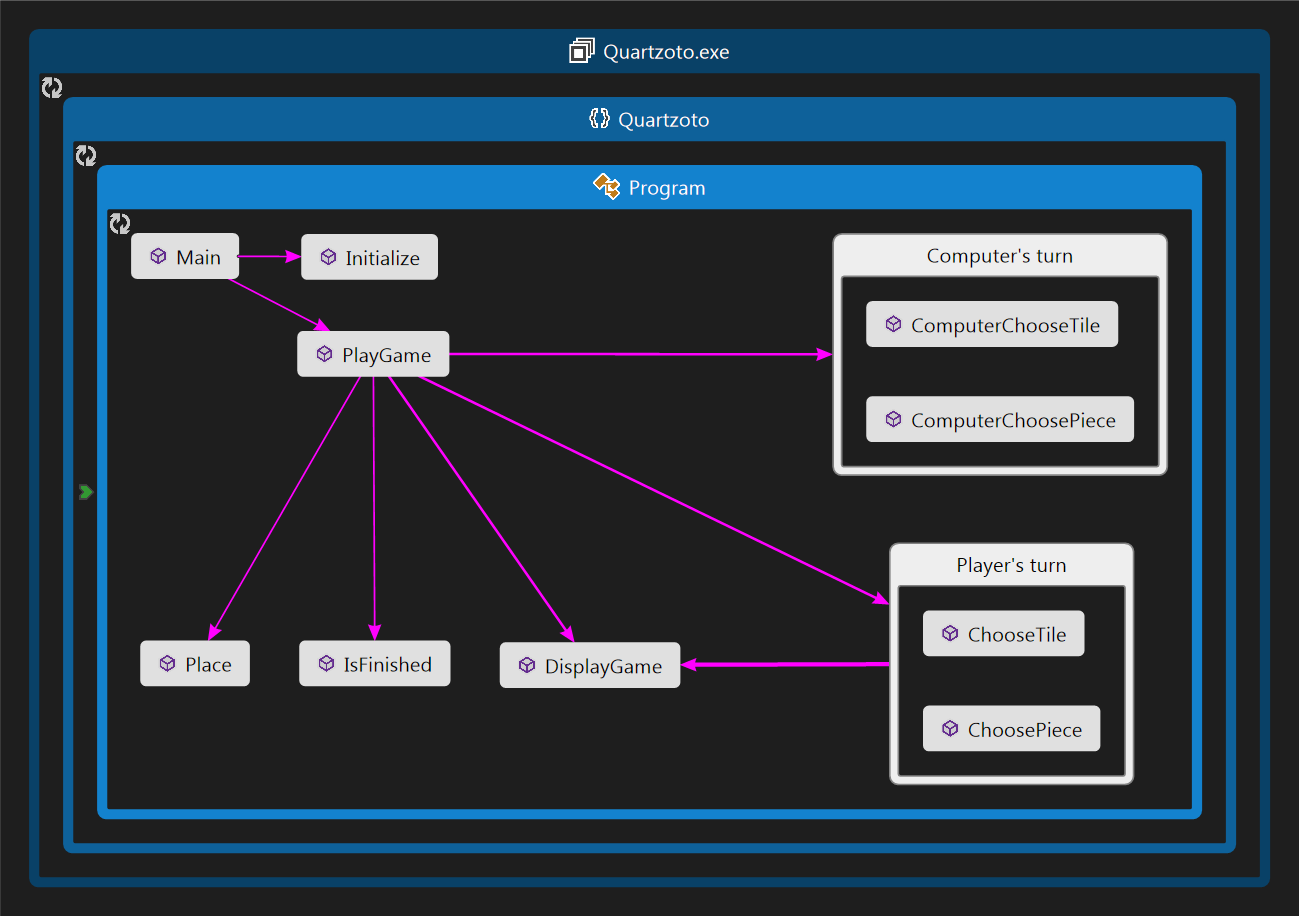 Quartzoto.exe
Quartzoto
Program
Main
Initialize
Computer's turn
ComputerChooseTile
PlayGame
ComputerChoosePiece
Player's turn
ChooseTile
Place
IsFinished
DisplayGame
ChoosePiece